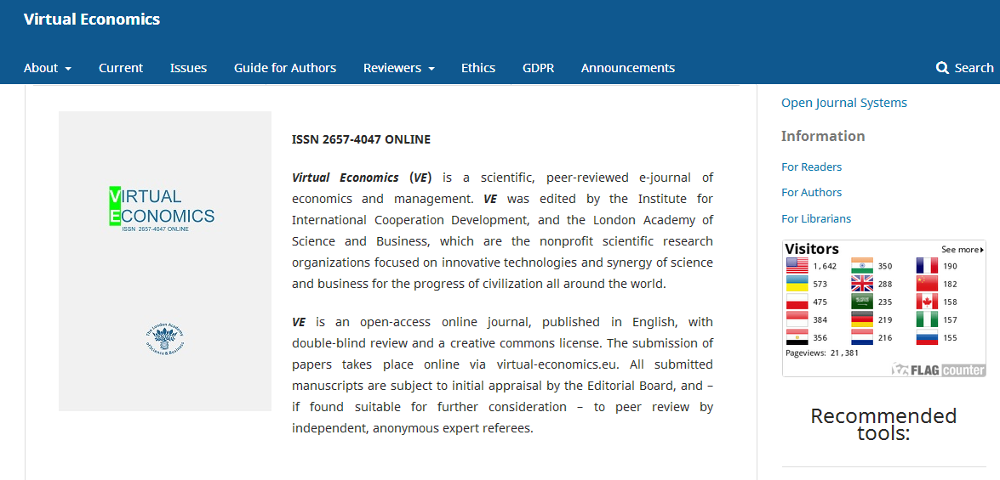 Virtual Economics
About Current Issues Guide for Authors Reviewers Ethics GDPR Announcements Search
VIRTUAL
ECONOMICS
ISSN 2657-4047 ONLINE
The London Academy
of Science & Business
ISSN 2657-4047 ONLINE
Virtual Economics (VE) is a scientific, peer-reviewed e-journal of
economics and management. VE was edited by the Institute for
International Cooperation Development, and the London Academy of
Science and Business, which are the nonprofit scientific research
organizations focused on innovative technologies and synergy of science
and business for the progress of civilization all around the world.
VE is an open-access online journal, published in English, with
double-blind review and a creative commons license. The submission of
papers takes place online via virtual-economics.eu. All submitted
manuscripts are subject to initial appraisal by the Editorial Board, and –
if found suitable for further consideration – to peer review by
independent, anonymous expert referees.
Open Journal Systems
Information
For Readers
For Authors
For Librarians
Visitors See more
1,642 350 190
573 288 182
475 235 158
384 219 157
356 216 155
Pageviews: 21,381
FLAG counter
Recommended
tools: